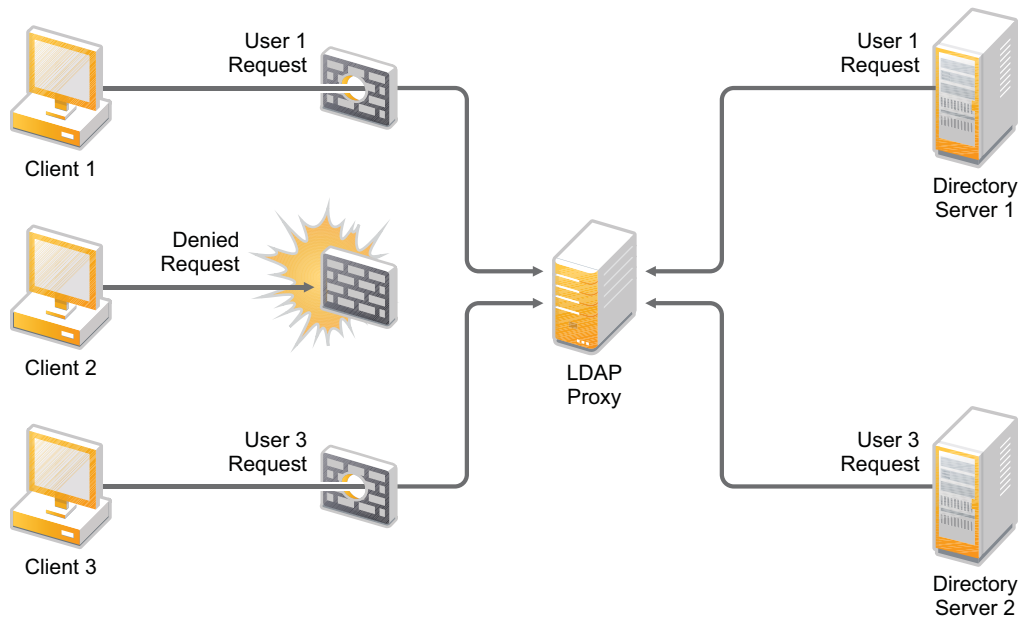 User 1
Request
User 1
Request
Client 1
Directory
Server 1
Denied
Request
Client 2
LDAP
Proxy
User 3
Request
User 3
Request
Client 3
Directory
Server 2